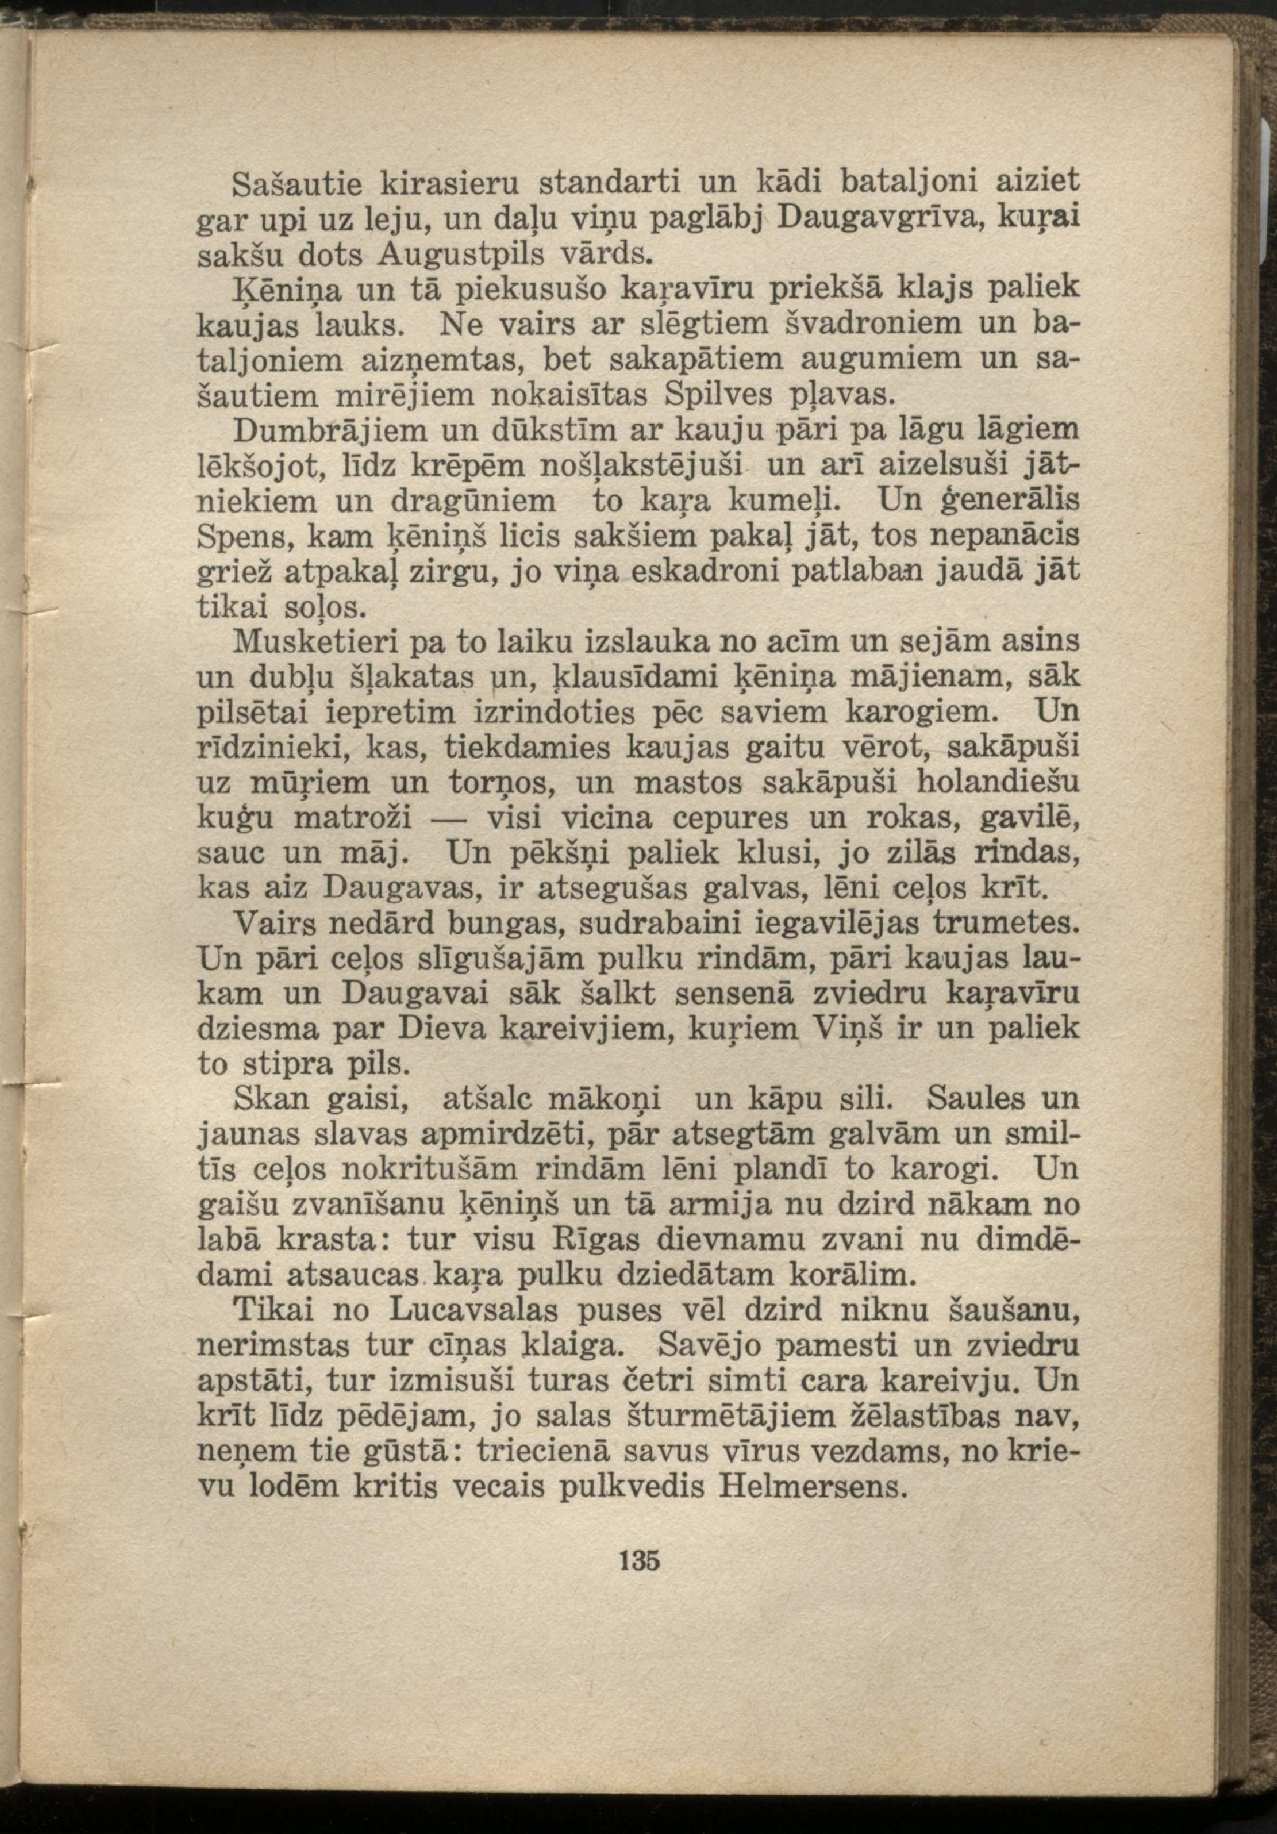 Sašautie kirasieru standarti un kādi bataljoni aiziet
gar upi uz leju, un daļu viņu paglābj Daugavgrīva, kuŗai
sakšu dots Augustpils vārds.
Ķēniņa un tā piekusušo kaŗavīru priekšā klajs paliek
kaujas lauks. Ne vairs ar slēgtiem švadroniem un ba-
taljoniem aizņemtas, bet sakapātiem augumiem un sa-
šautiem mirējiem nokaisītas Spilves pļavas.
Dumbrājiem un dūkstīm ar kauju pāri pa lāgu lāgiem
lēkšojot, līdz krēpēm nošļakstējuši un arī aizelsuši jāt-
niekiem un dragūniem to kaŗa kumeļi. Un ģenerālis
Spens, kam ķēniņš licis sakšiem pakaļ jāt, tos nepanācis
griež atpakaļ zirgu, jo viņa eskadroni patlaban jaudā jāt
tikai soļos.
Musketieri pa to laiku izslauka no acīm un sejām asins
un dubļu šļakatas un, klausīdami ķēniņa mājienam, sāk
pilsētai iepretim izrindoties pēc saviem karogiem. Un
rīdzinieki, kas, tiekdamies kaujas gaitu vērot, sakāpuši
uz mūŗiem un torņos, un mastos sakāpuši holandiešu
kuģu matroži — visi vicina cepures un rokas, gavilē,
sauc un māj. Un pēkšņi paliek klusi, jo zilās rindas,
kas aiz Daugavas, ir atsegušas galvas, lēni ceļos krīt.
Vairs nedārd bungas, sudrabaini iegavilējas trumetes.
Un pāri ceļos slīgušajām pulku rindām, pāri kaujas lau-
kam un Daugavai sāk šalkt sensenā zviedru kaŗavīru
dziesma par Dieva kareivjiem, kuŗiem Viņš ir un paliek
to stipra pils.
Skan gaisi, atšalc mākoņi un kāpu sili. Saules un
jaunas slavas apmirdzēti, pār atsegtām galvām un smil-
tīs ceļos nokritušām rindām lēni plandī to karogi. Un
gaišu zvanīšanu ķēniņš un tā armija nu dzird nākam no
labā krasta: tur visu Rīgas dievnamu zvani nu dimdē-
dami atsaucas kaŗa pulku dziedātam korālim.
Tikai no Lucavsalas puses vēl dzird niknu šaušanu,
nerimstas tur cīņas klaiga. Savējo pamesti un zviedru
apstāti, tur izmisuši turas četri simti cara kareivju. Un
krīt līdz pēdējam, jo salas šturmētājiem žēlastības nav,
neņem tie gūstā: triecienā savus vīrus vezdams, no krie-
vu lodēm kritis vecais pulkvedis Helmersens.
135